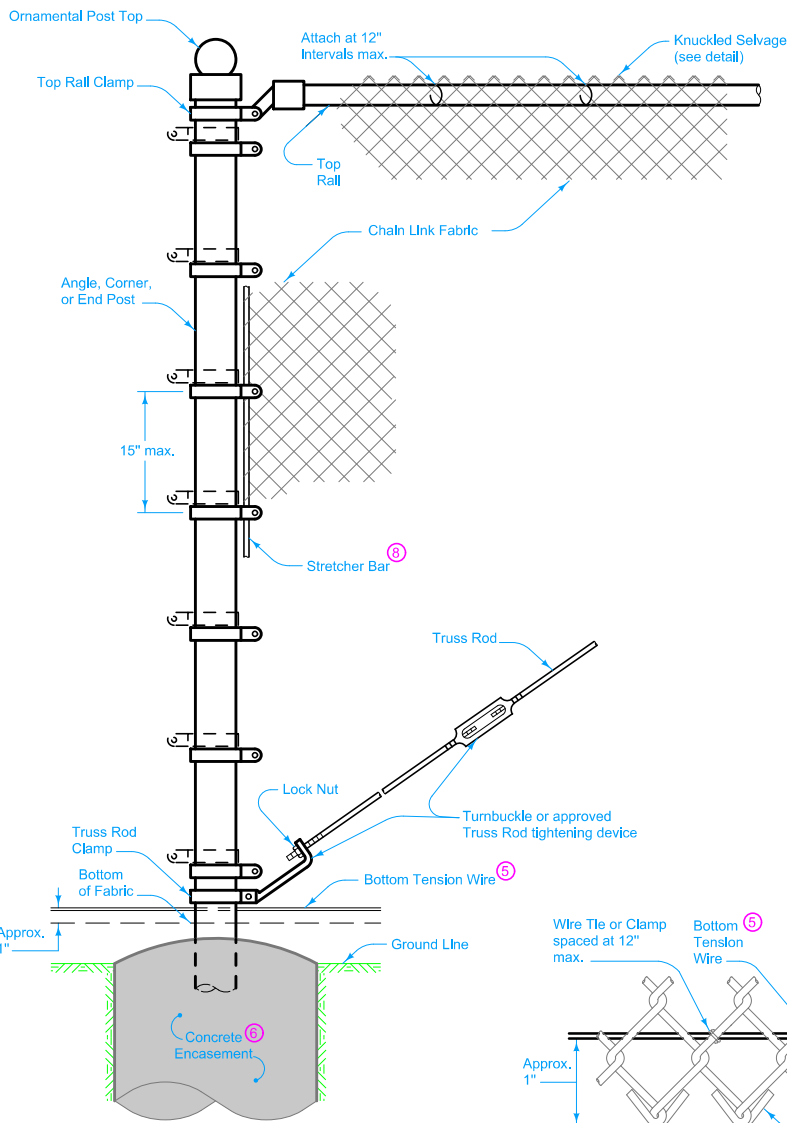 Ornamental Post Top
Attach at 12"
Intervals max.
Knuckled Selvage
(see detail)
Top Rail Clamp
Top
Rail
Chain Link Fabric
Angle, Corner,
or End Post
15" max.
8
Stretcher Bar
Truss Rod
Lock Nut
Turnbuckle or approved
Truss Rod tightening device
Truss Rod
Clamp
Bottom
of Fabric
Bottom Tension Wire 5
Approx.
1"
Ground Line
Wire Tie or Clamp
spaced at 12"
max.
Bottom 5
Tension
Wire
Concrete 6
Encasement
Approx.
1"